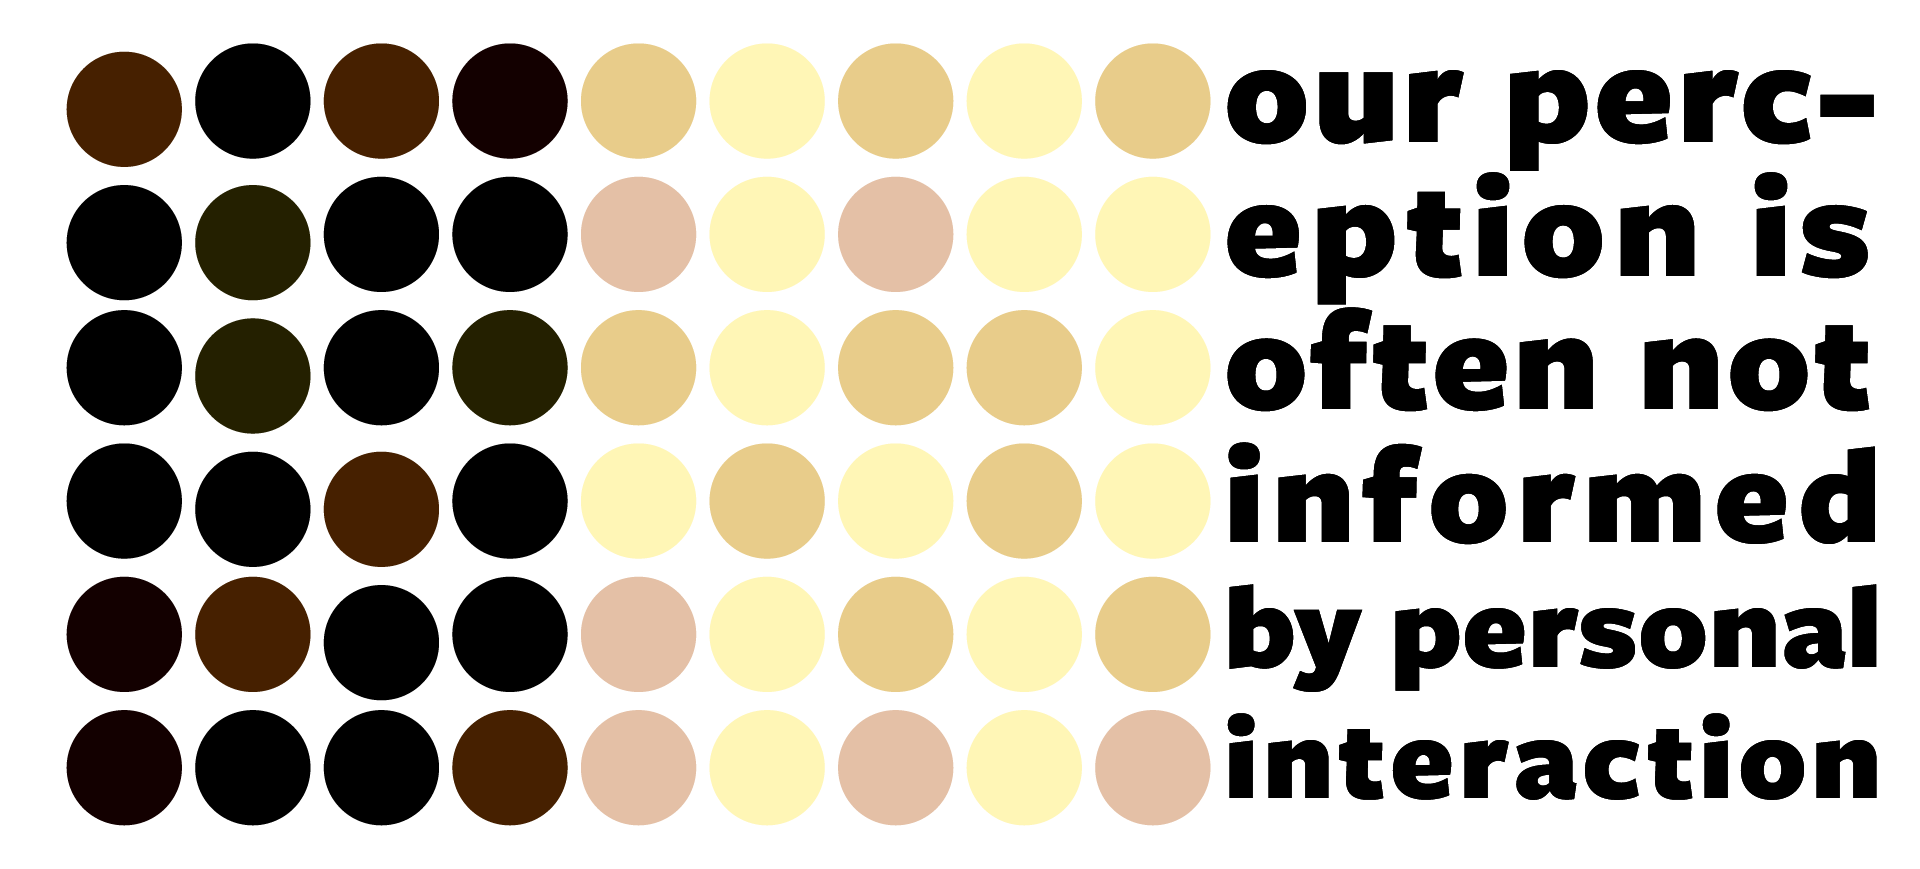 our perc-
eption is
often not
informed
by personal
interaction